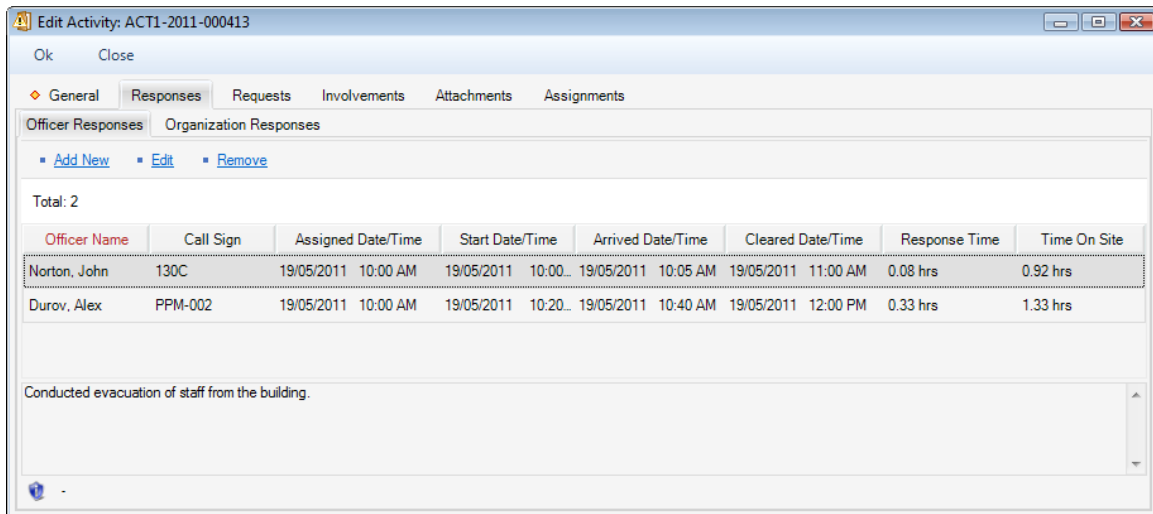 Edit Activity: ACT1-2011-000413
Ok Close
General Responses Requests Involvements Attachments Assignments
Officer Responses Organization Responses
Add New Edit Remove
Total: 2
Officer Name Call Sign Assigned Date/Time Start Date/Time Arrived Date/Time Cleared Date/Time Response Time Time On Site
Norton, John 130C 19/05/2011 10:00 AM 19/05/2011 10:00... 19/05/2011 10:05 AM 19/05/2011 11:00 AM 0.08 hrs 0.92 hrs
Durov, Alex PPM-002 19/05/2011 10:00 AM 19/05/2011 10:20... 19/05/2011 10:40 AM 19/05/2011 12:00 PM 0.33 hrs 1.33 hrs
Conducted evacuation of staff from the building.
-